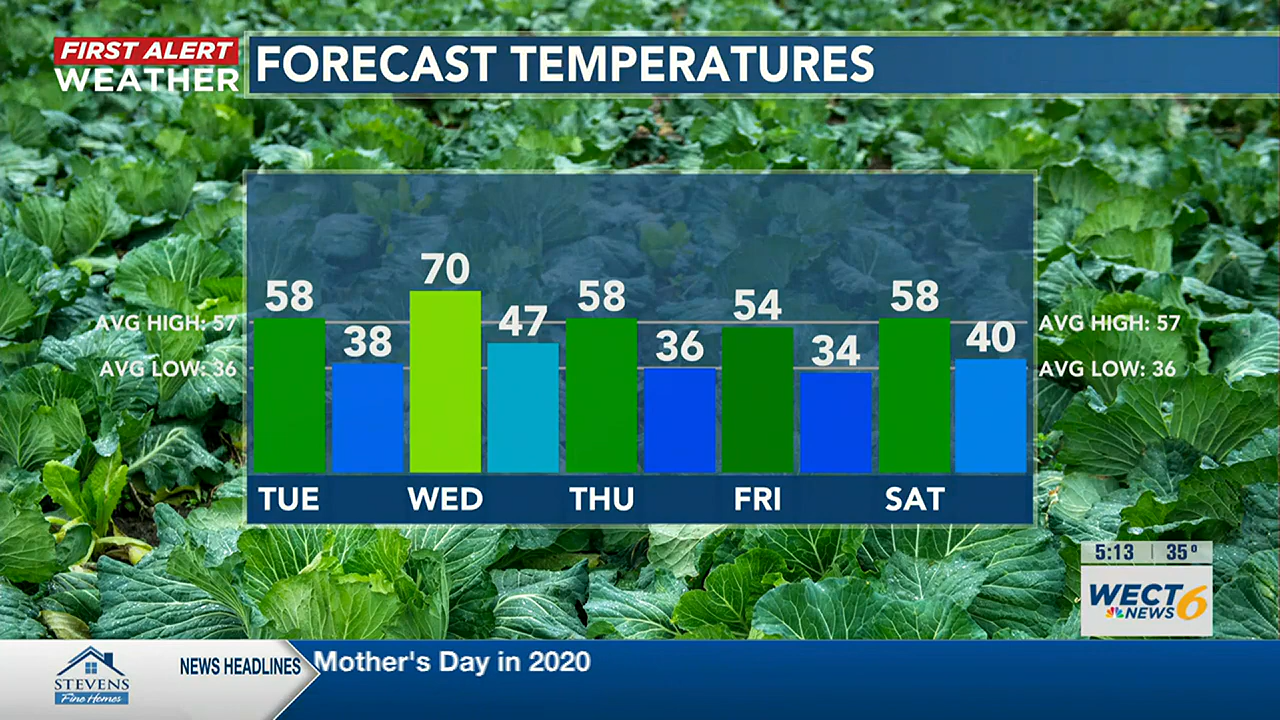 FIRST ALERT
WEATHER
FORECAST TEMPERATURES
58
38
70
47
58
36
54
34
58
40
AVG HIGH: 57
AVG LOW: 36
AVG HIGH: 57
AVG LOW: 36
TUE
WED
THU
FRI
SAT
5:13 | 35°
WECT 6
NEWS
STEVENS
Fine Homes
NEWS HEADLINES
Mother's Day in 2020